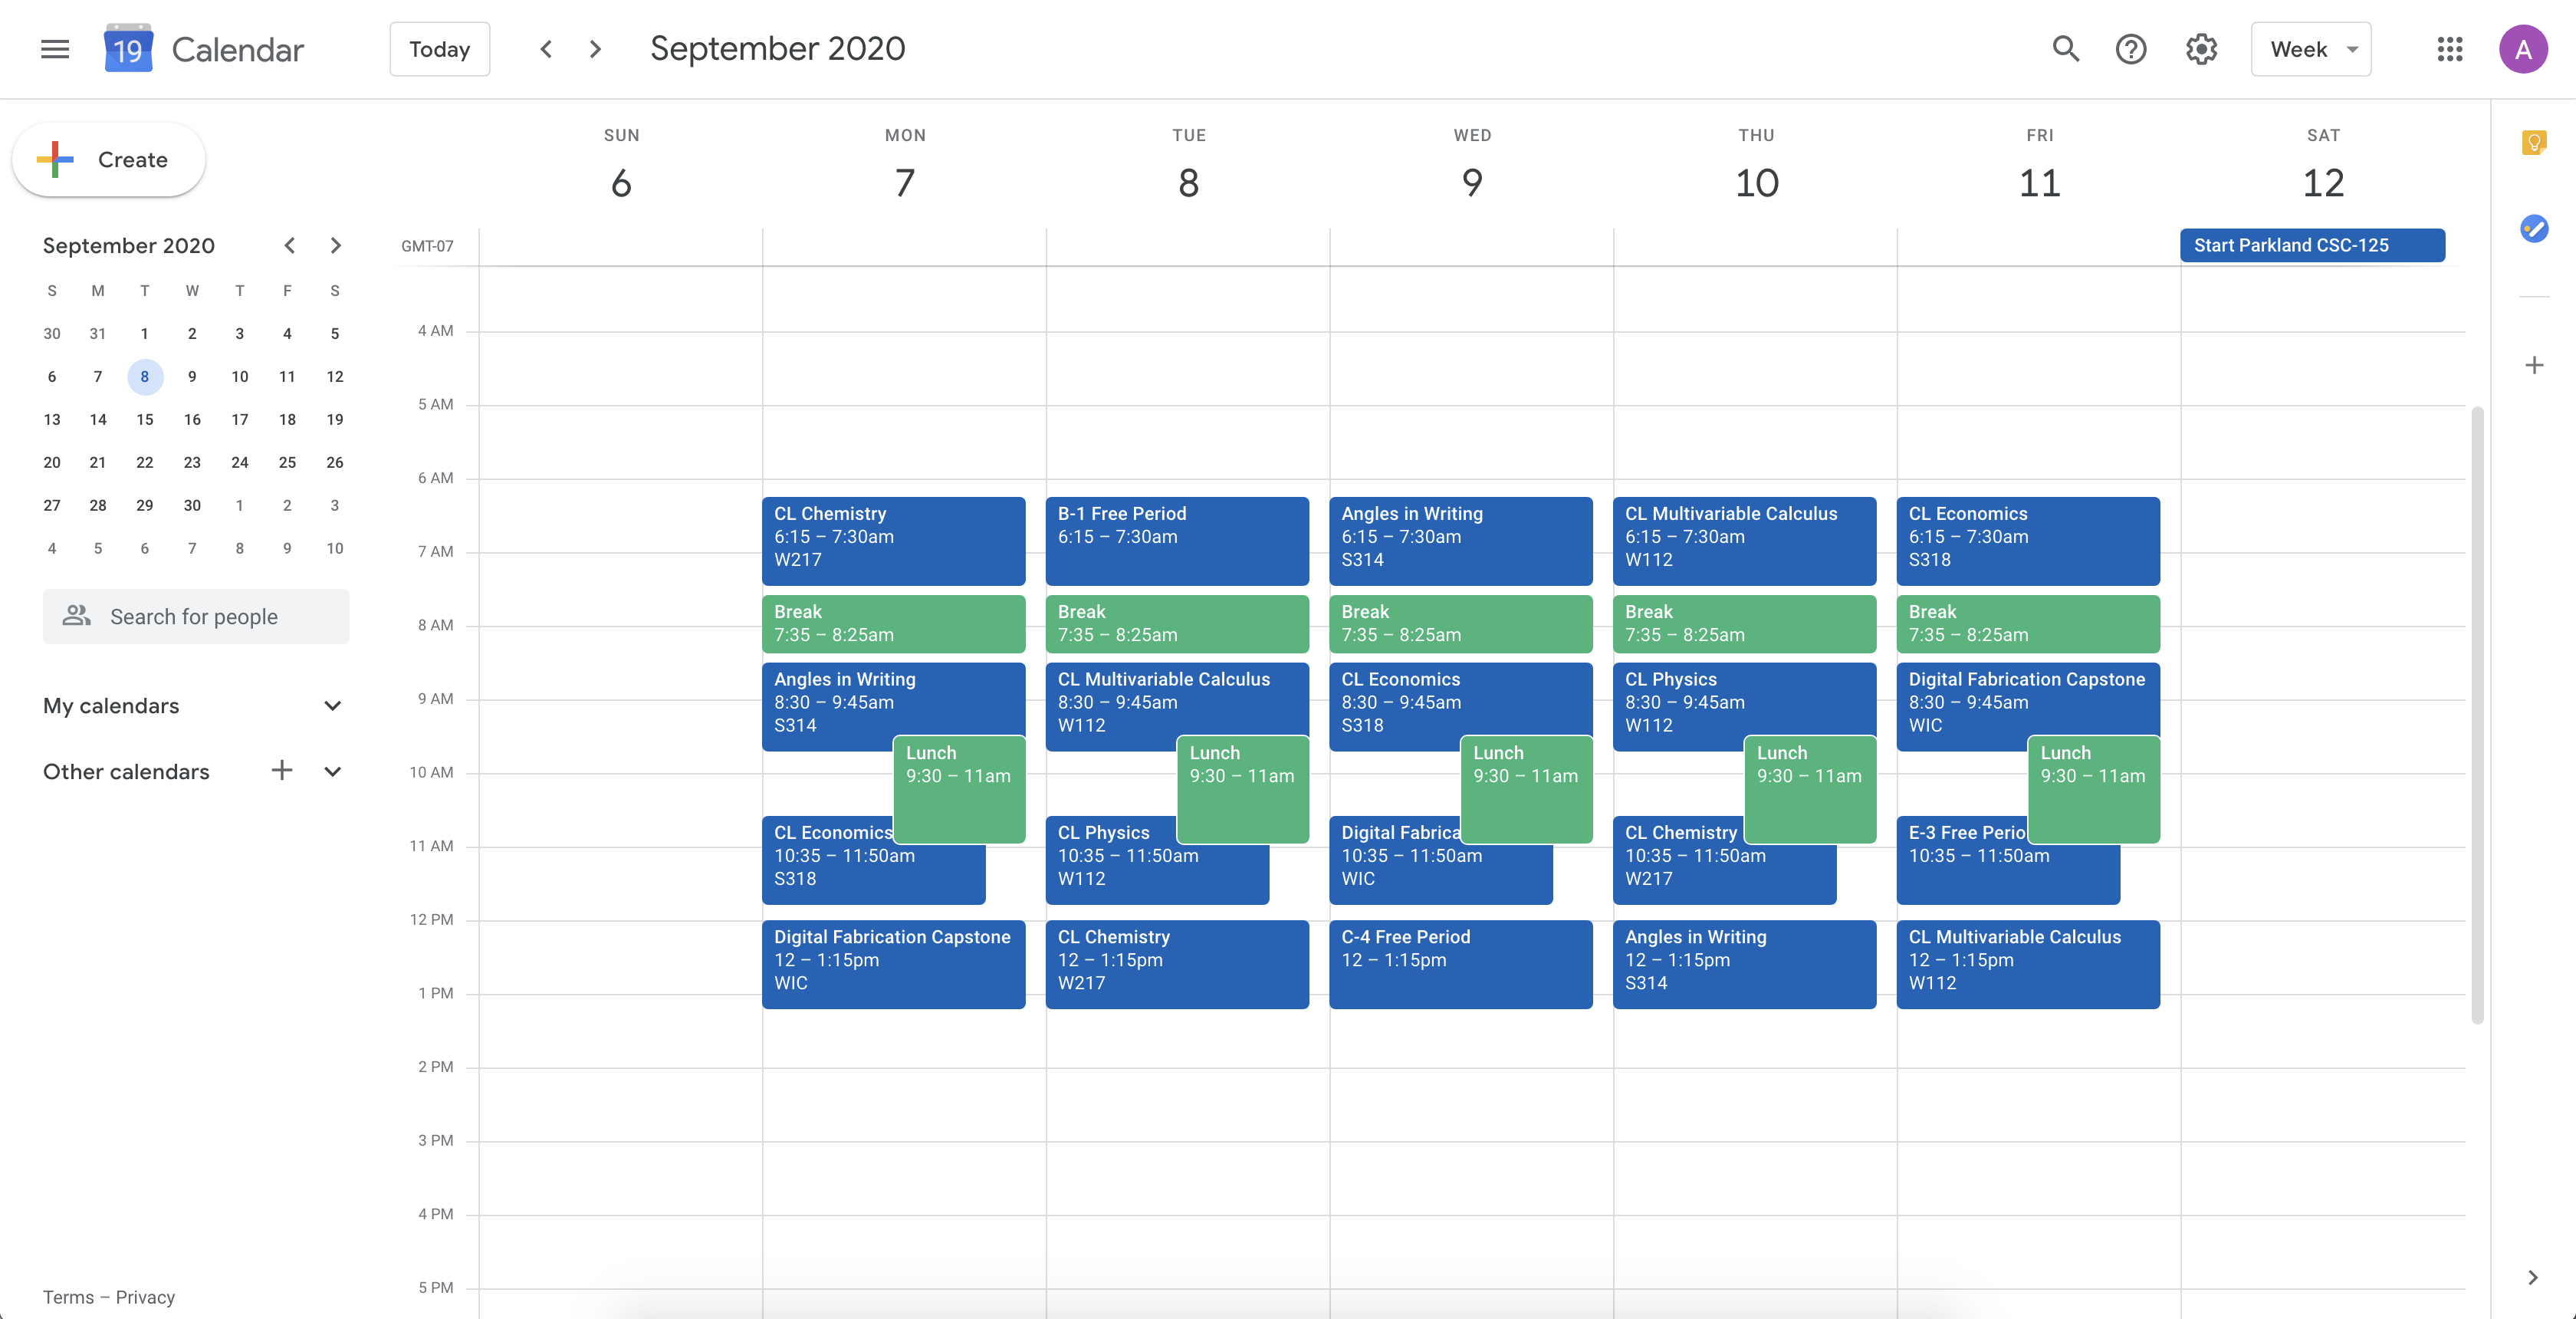 19 Calendar Today September 2020 Week A
Create
September 2020
S M T W T F S
30 31 1 2 3 4 5
6 7 8 9 10 11 12
13 14 15 16 17 18 19
20 21 22 23 24 25 26
27 28 29 30 1 2 3
4 5 6 7 8 9 10
Search for people
My calendars
Other calendars
Terms – Privacy
SUN MON TUE WED THU FRI SAT
6 7 8 9 10 11 12
GMT-07
Start Parkland CSC-125
4 AM
5 AM
6 AM
7 AM
8 AM
9 AM
10 AM
11 AM
12 PM
1 PM
2 PM
3 PM
4 PM
5 PM
CL Chemistry
6:15 – 7:30am
W217
Break
7:35 – 8:25am
Angles in Writing
8:30 – 9:45am
S314
Lunch
9:30 – 11am
CL Economics
10:35 – 11:50am
S318
Digital Fabrication Capstone
12 – 1:15pm
WIC
B-1 Free Period
6:15 – 7:30am
Break
7:35 – 8:25am
CL Multivariable Calculus
8:30 – 9:45am
W112
Lunch
9:30 – 11am
CL Physics
10:35 – 11:50am
W112
CL Chemistry
12 – 1:15pm
W217
Angles in Writing
6:15 – 7:30am
S314
Break
7:35 – 8:25am
CL Economics
8:30 – 9:45am
S318
Lunch
9:30 – 11am
Digital Fabrica
10:35 – 11:50am
WIC
C-4 Free Period
12 – 1:15pm
CL Multivariable Calculus
6:15 – 7:30am
W112
Break
7:35 – 8:25am
CL Physics
8:30 – 9:45am
W112
Lunch
9:30 – 11am
CL Chemistry
10:35 – 11:50am
W217
Angles in Writing
12 – 1:15pm
S314
CL Economics
6:15 – 7:30am
S318
Break
7:35 – 8:25am
Digital Fabrication Capstone
8:30 – 9:45am
WIC
Lunch
9:30 – 11am
E-3 Free Perio
10:35 – 11:50am
CL Multivariable Calculus
12 – 1:15pm
W112